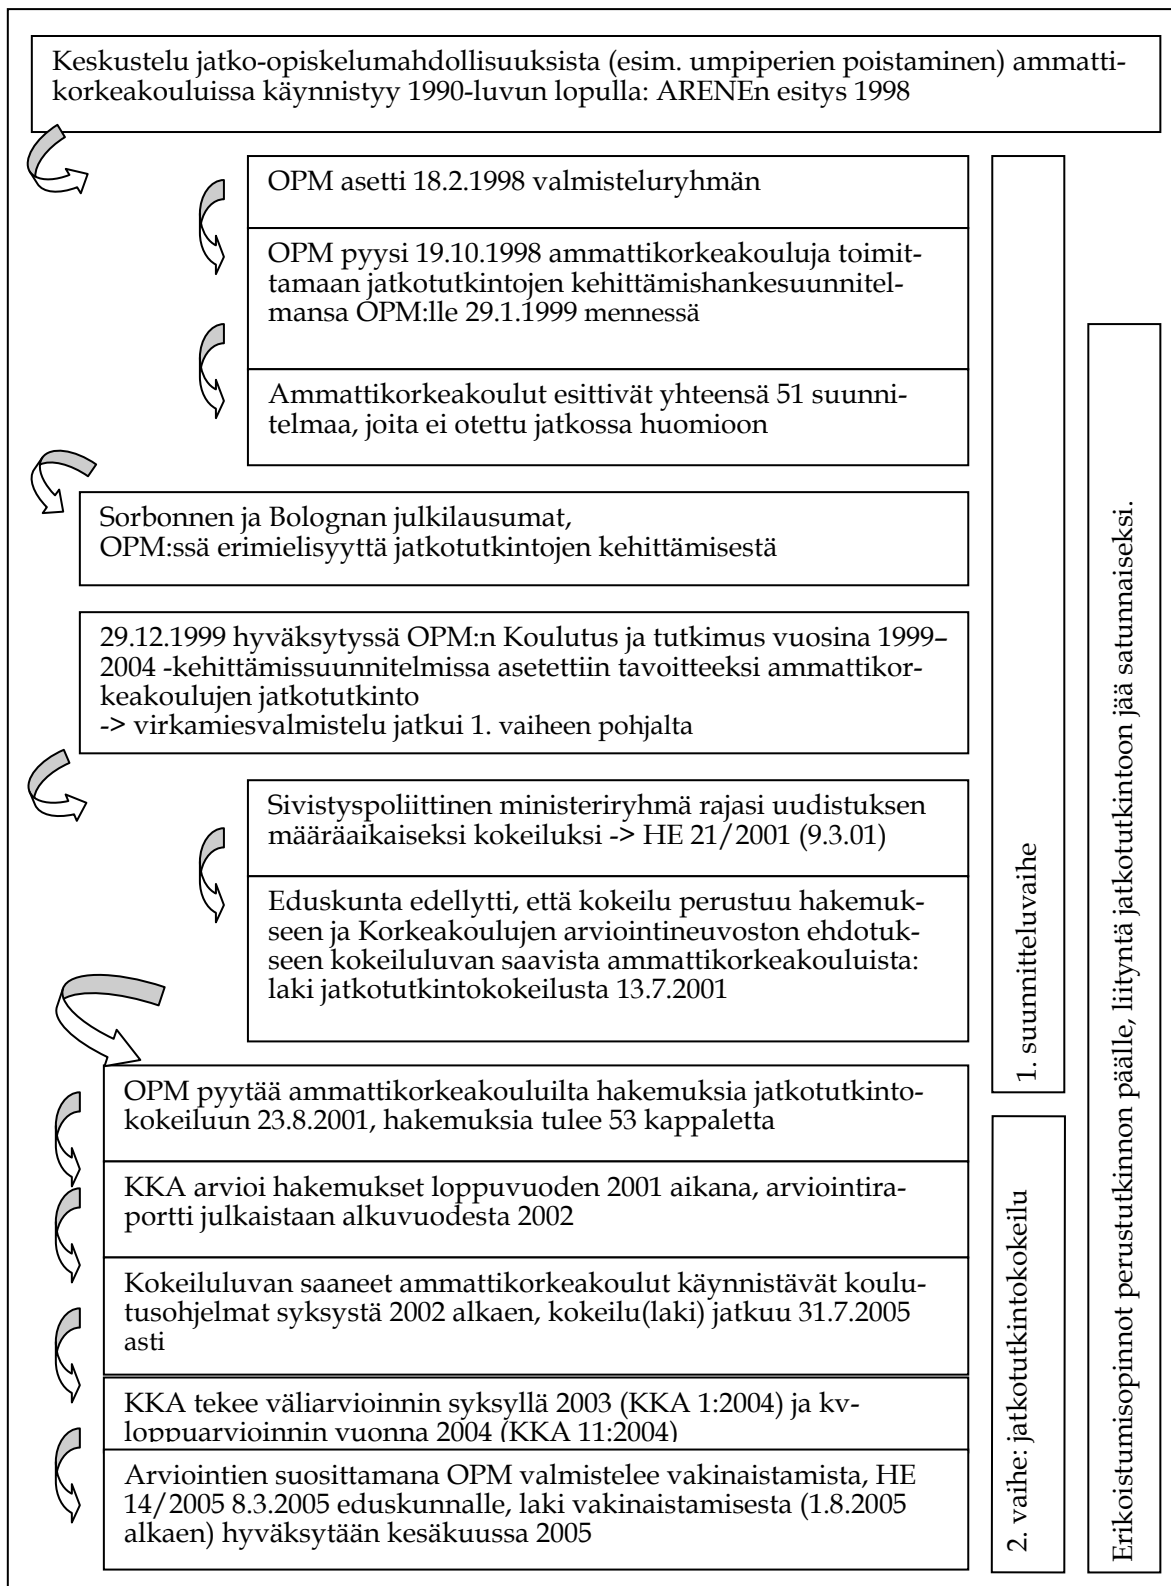 Keskustelu jatko-opiskelumahdollisuuksista (esim. umpiperien poistaminen) ammatti-
korkeakouluissa käynnistyy 1990-luvun lopulla: ARENEn esitys 1998
OPM asetti 18.2.1998 valmisteluryhmän
OPM pyysi 19.10.1998 ammattikorkeakouluja toimit-
tamaan jatkotutkintojen kehittämishankesuunnitel-
mansa OPM:lle 29.1.1999 mennessä
Ammattikorkeakoulut esittivät yhteensä 51 suunni-
telmaa, joita ei otettu jatkossa huomioon
Sorbonnen ja Bolognan julkilausumat,
OPM:ssä erimielisyyttä jatkotutkintojen kehittämisestä
29.12.1999 hyväksytyssä OPM:n Koulutus ja tutkimus vuosina 1999–
2004 -kehittämissuunnitelmissa asetettiin tavoitteeksi ammattikor-
keakoulujen jatkotutkinto
-> virkamiesvalmistelu jatkui 1. vaiheen pohjalta
Sivistyspoliittinen ministeriryhmä rajasi uudistuksen
määräaikaiseksi kokeiluksi -> HE 21/2001 (9.3.01)
Eduskunta edellytti, että kokeilu perustuu hakemuk-
seen ja Korkeakoulujen arviointineuvoston ehdotuk-
seen kokeiluluvan saavista ammattikorkeakouluista:
laki jatkotutkintokokeilusta 13.7.2001
OPM pyytää ammattikorkeakouluilta hakemuksia jatkotutkinto-
kokeiluun 23.8.2001, hakemuksia tulee 53 kappaletta
KKA arvioi hakemukset loppuvuoden 2001 aikana, arviointira-
portti julkaistaan alkuvuodesta 2002
Kokeiluluvan saaneet ammattikorkeakoulut käynnistävät koulu-
tusohjelmat syksystä 2002 alkaen, kokeilu(laki) jatkuu 31.7.2005
asti
KKA tekee väliarvioinnin syksyllä 2003 (KKA 1:2004) ja kv-
loppuarvioinnin vuonna 2004 (KKA 11:2004)
Arviointien suosittamana OPM valmistelee vakinaistamista, HE
14/2005 8.3.2005 eduskunnalle, laki vakinaistamisesta (1.8.2005
alkaen) hyväksytään kesäkuussa 2005
1. suunnitteluvaihe
2. vaihe: jatkotutkintokokeilu
Erikoistumisopinnot perustutkinnon päälle, liityntä jatkotutkintoon jää satunnaiseksi.